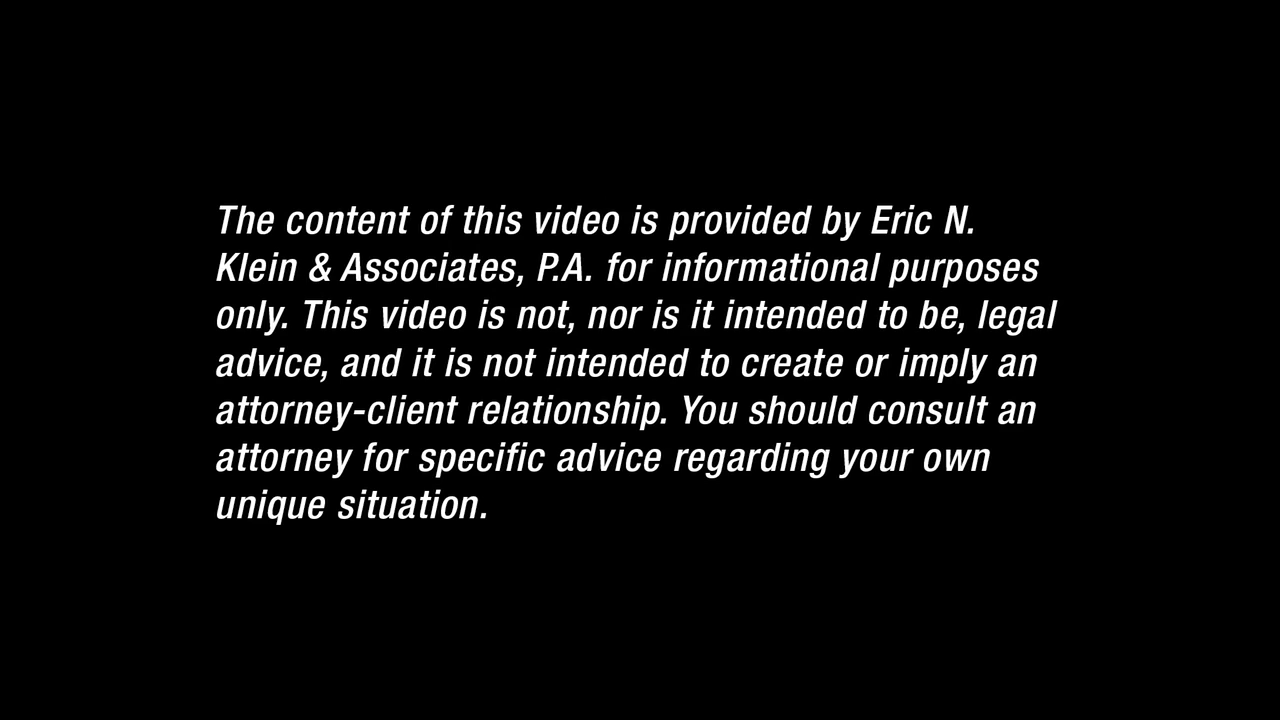 The content of this video is provided by Eric N.
Klein & Associates, P.A. for informational purposes
only. This video is not, nor is it intended to be, legal
advice, and it is not intended to create or imply an
attorney-client relationship. You should consult an
attorney for specific advice regarding your own
unique situation.